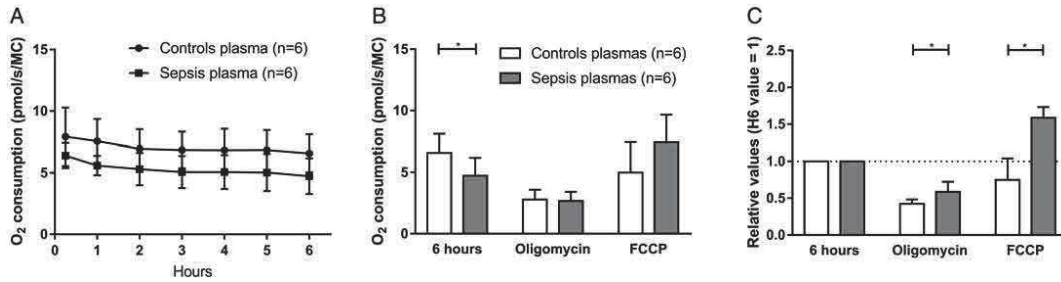 A
O2 consumption (pmol/s/MC)
15
10
5
0
Controls plasma (n=6)
Sepsis plasma (n=6)
0 1 2 3 4 5 6
Hours
B
O2 consumption (pmol/s/MC)
15
10
5
0
*
Controls plasmas (n=6)
Sepsis plasmas (n=6)
6 hours Oligomycin FCCP
C
Relative values (H6 value = 1)
2.5
2.0
1.5
1.0
0.5
0.0
* *
6 hours Oligomycin FCCP